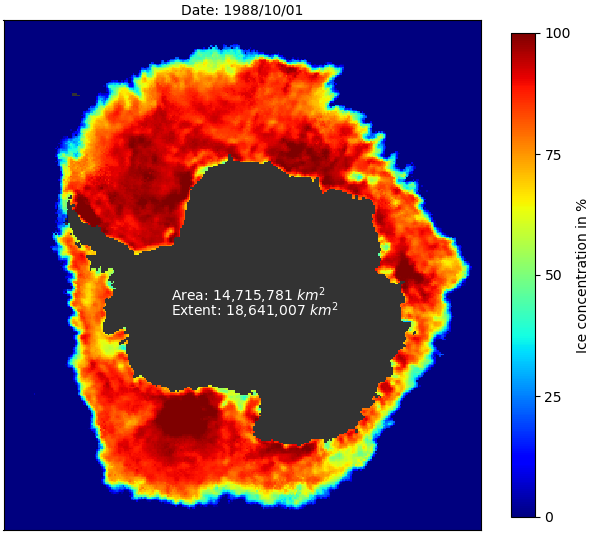 Date: 1988/10/01
100
75
50
25
0
Ice concentration in %
Area: 14,715,781 km²
Extent: 18,641,007 km²